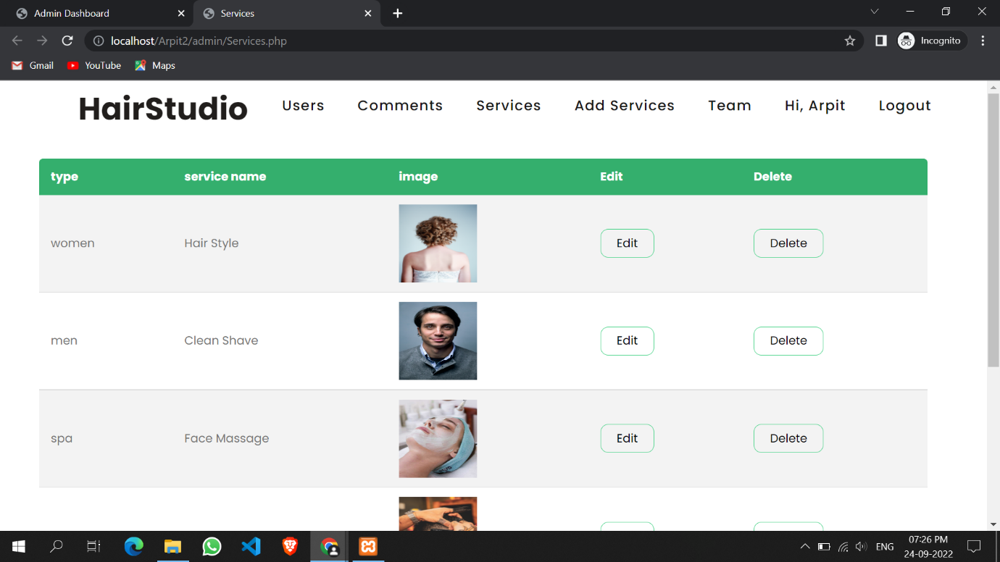 Admin Dashboard
Services
localhost/Arpit2/admin/Services.php
Incognito
Gmail
YouTube
Maps
HairStudio
Users
Comments
Services
Add Services
Team
Hi, Arpit
Logout
type
service name
image
Edit
Delete
women
Hair Style
Edit
Delete
men
Clean Shave
Edit
Delete
spa
Face Massage
Edit
Delete
ENG
07:26 PM
24-09-2022